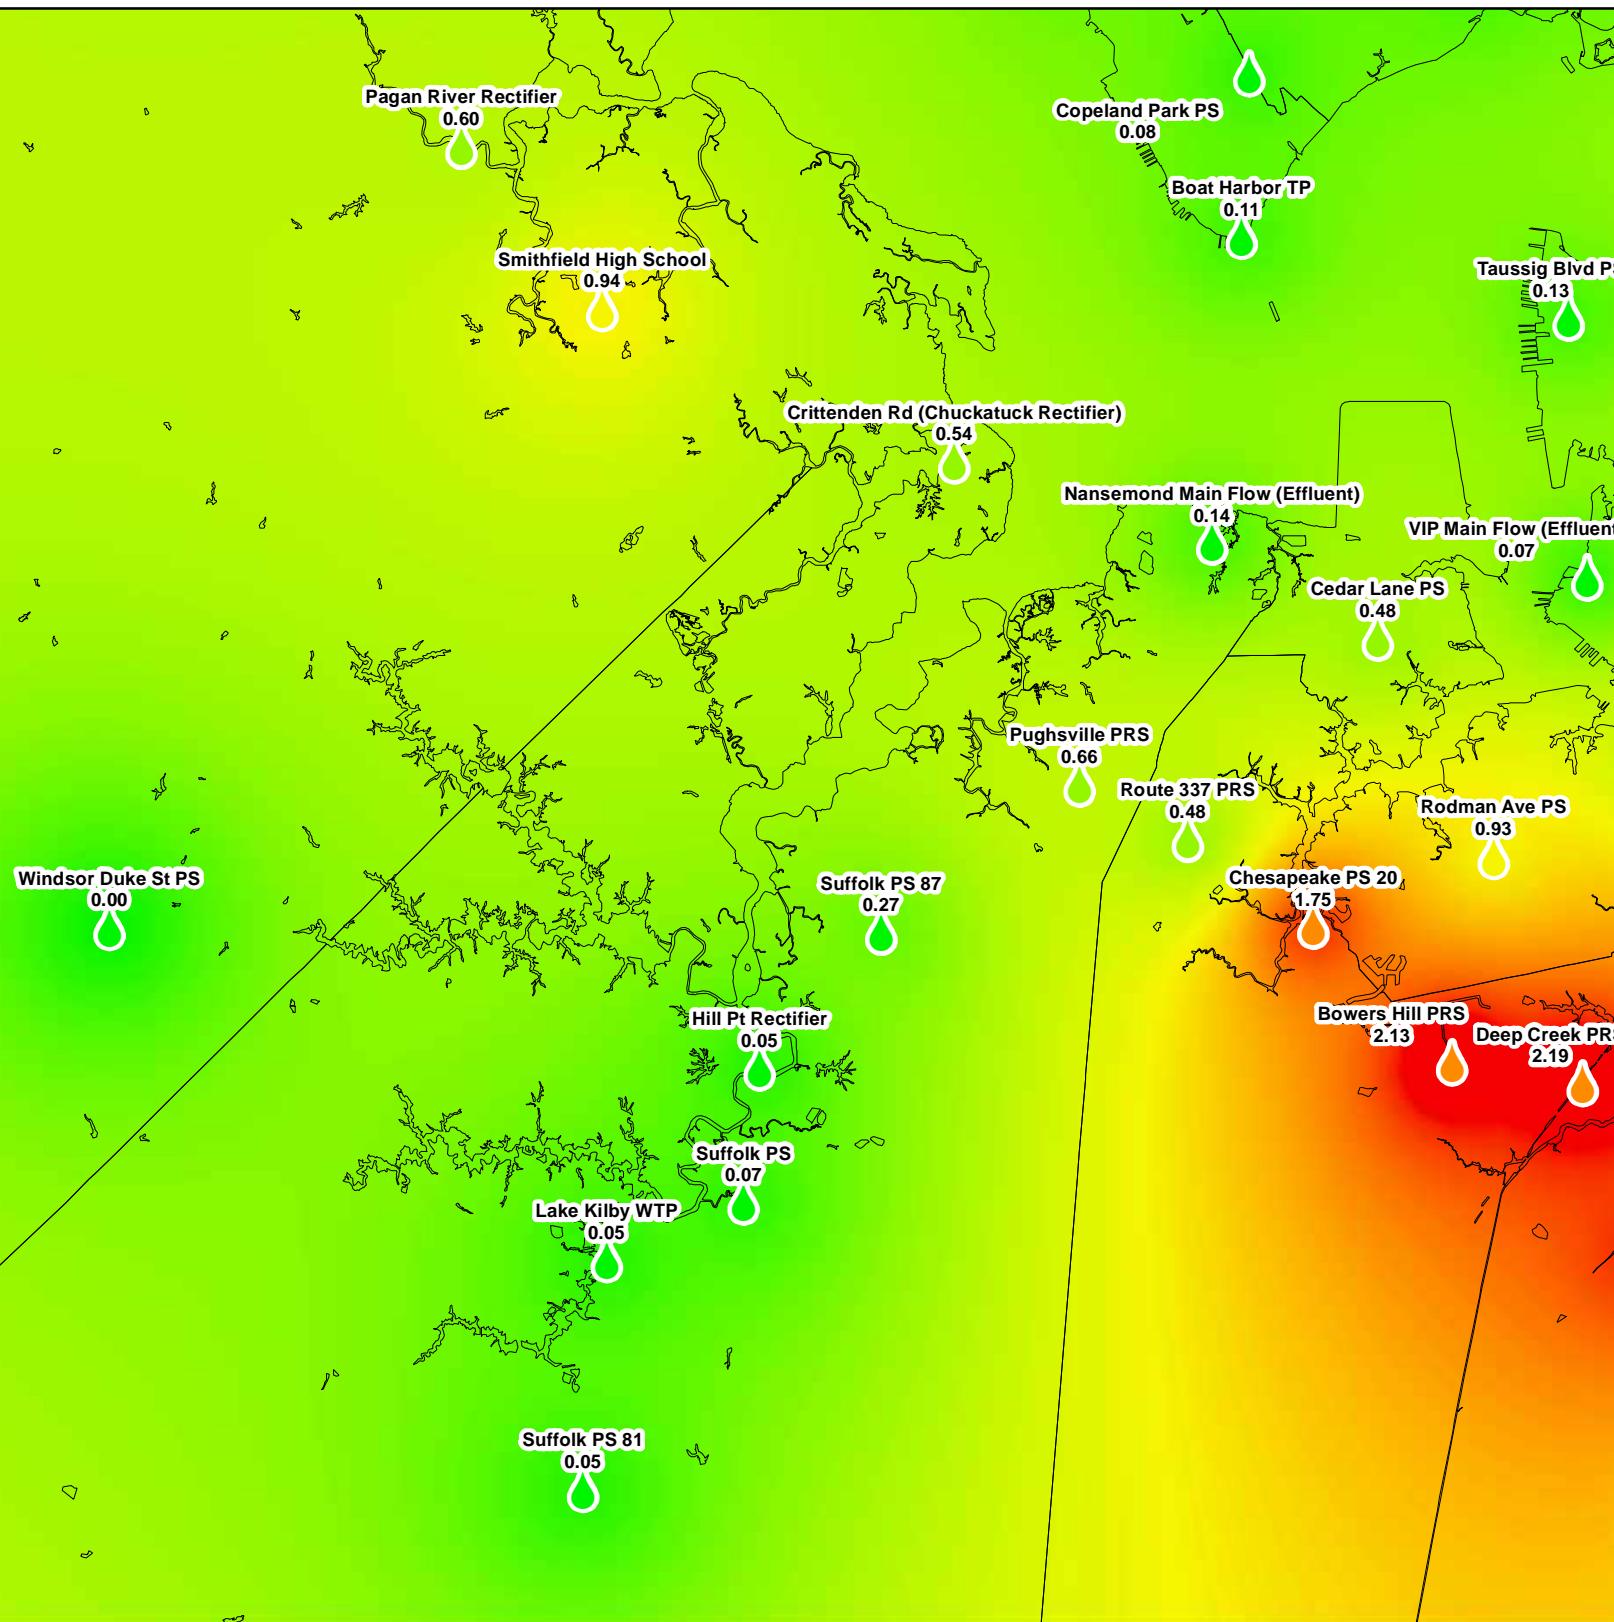 Pagan River Rectifier
0.60
Copeland Park PS
0.08
Boat Harbor TP
0.11
Smithfield High School
0.94
Taussig Blvd PS
0.13
Crittenden Rd (Chuckatuck Rectifier)
0.54
Nansemond Main Flow (Effluent)
0.14
VIP Main Flow (Effluent
0.07
Cedar Lane PS
0.48
Pughsville PRS
0.66
Route 337 PRS
0.48
Rodman Ave PS
0.93
Windsor Duke St PS
0.00
Suffolk PS 87
0.27
Chesapeake PS 20
1.75
Hill Pt Rectifier
0.05
Bowers Hill PRS
2.13
Deep Creek PRS
2.19
Suffolk PS
0.07
Lake Kilby WTP
0.05
Suffolk PS 81
0.05